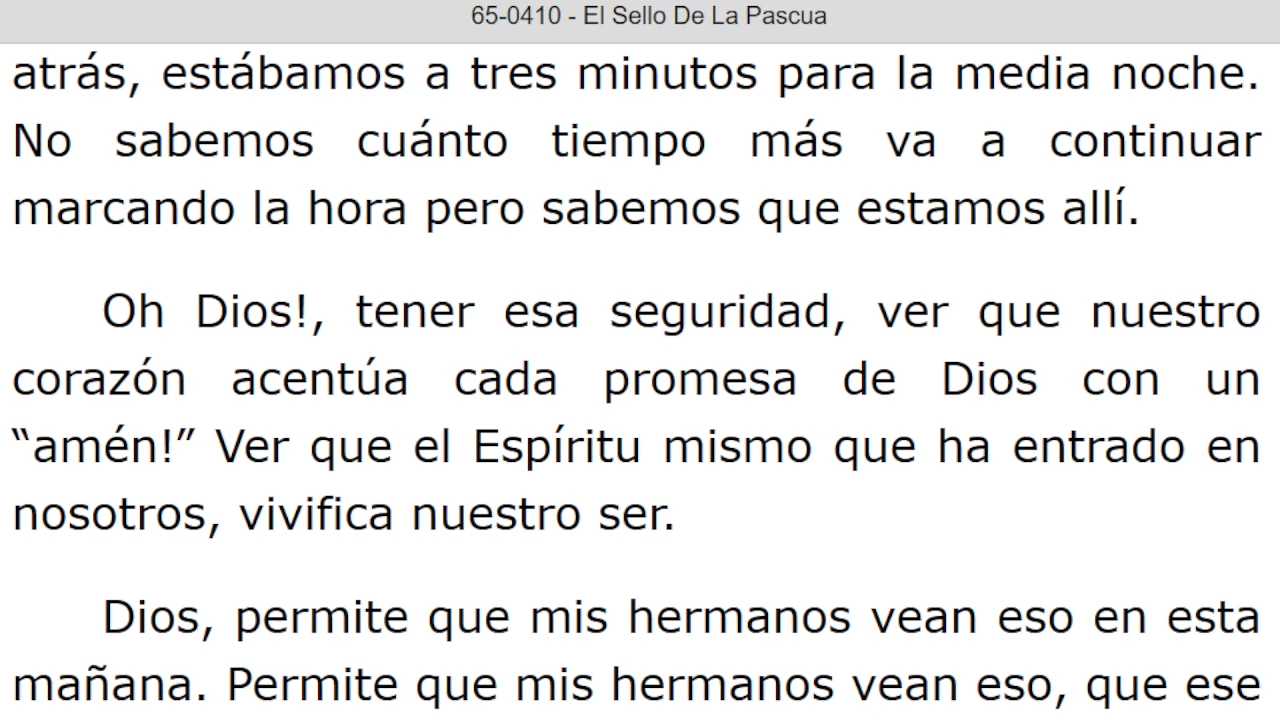 65-0410 - El Sello De La Pascua
atrás, estábamos a tres minutos para la media noche.
No sabemos cuánto tiempo más va a continuar
marcando la hora pero sabemos que estamos allí.
Oh Dios!, tener esa seguridad, ver que nuestro
corazón acentúa cada promesa de Dios con un
“amén!” Ver que el Espíritu mismo que ha entrado en
nosotros, vivifica nuestro ser.
Dios, permite que mis hermanos vean eso en esta
mañana. Permite que mis hermanos vean eso, que ese